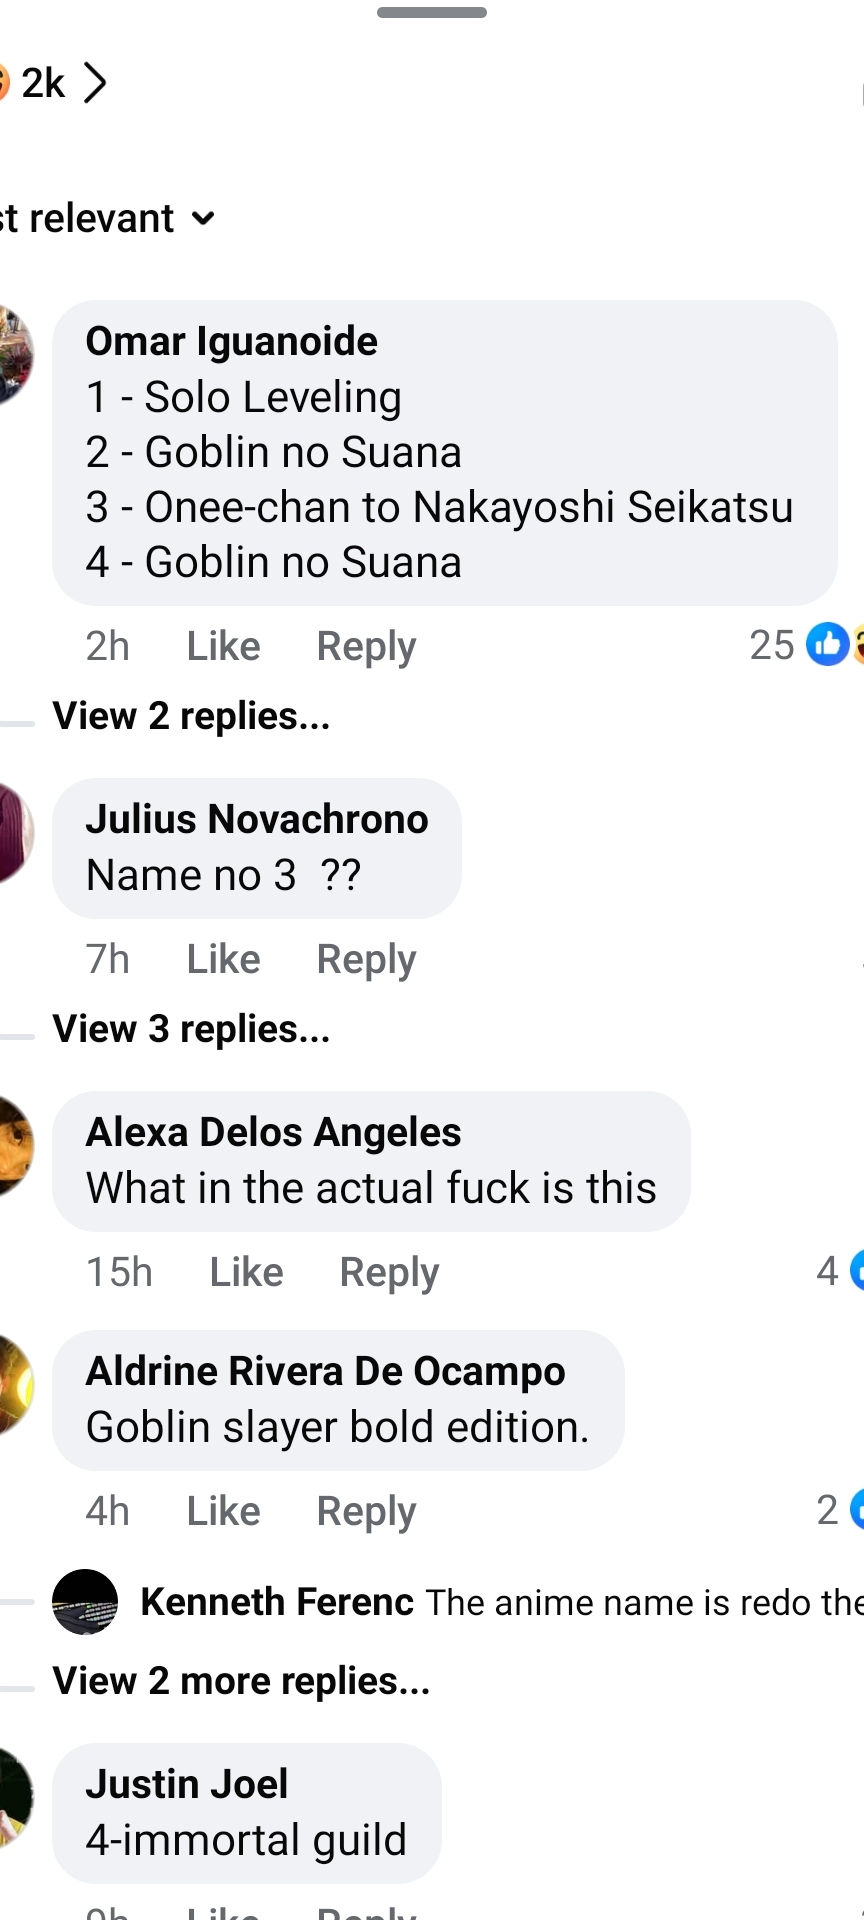 2k
relevant
Omar Iguanoide
1 - Solo Leveling
2 - Goblin no Suana
3 - Onee-chan to Nakayoshi Seikatsu
4 - Goblin no Suana
2h Like Reply 25
View 2 replies...
Julius Novachrono
Name no 3 ??
7h Like Reply
View 3 replies...
Alexa Delos Angeles
What in the actual fuck is this
15h Like Reply 4
Aldrine Rivera De Ocampo
Goblin slayer bold edition.
4h Like Reply 2
Kenneth Ferenc The anime name is redo the
View 2 more replies...
Justin Joel
4-immortal guild
Like Reply